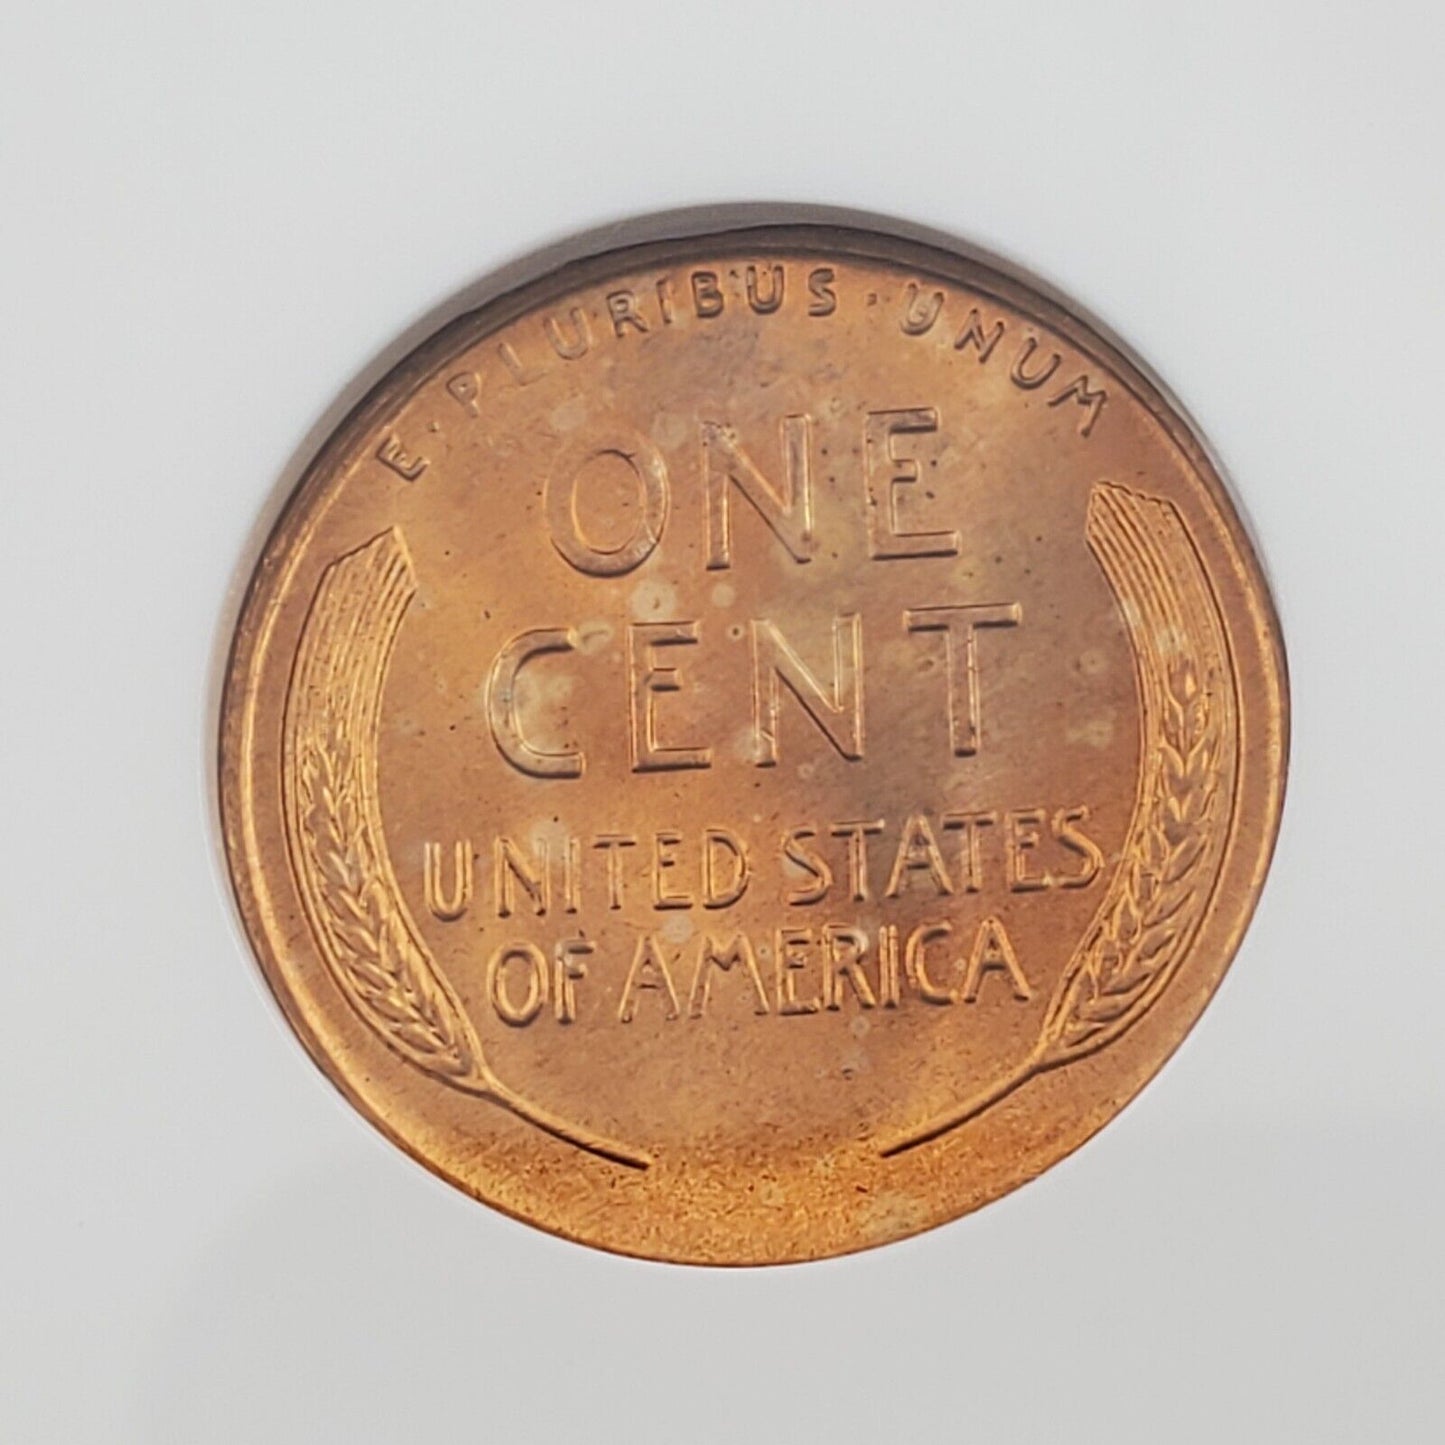 E · PLURIBUS · UNUM
ONE
CENT
UNITED STATES
OF AMERICA